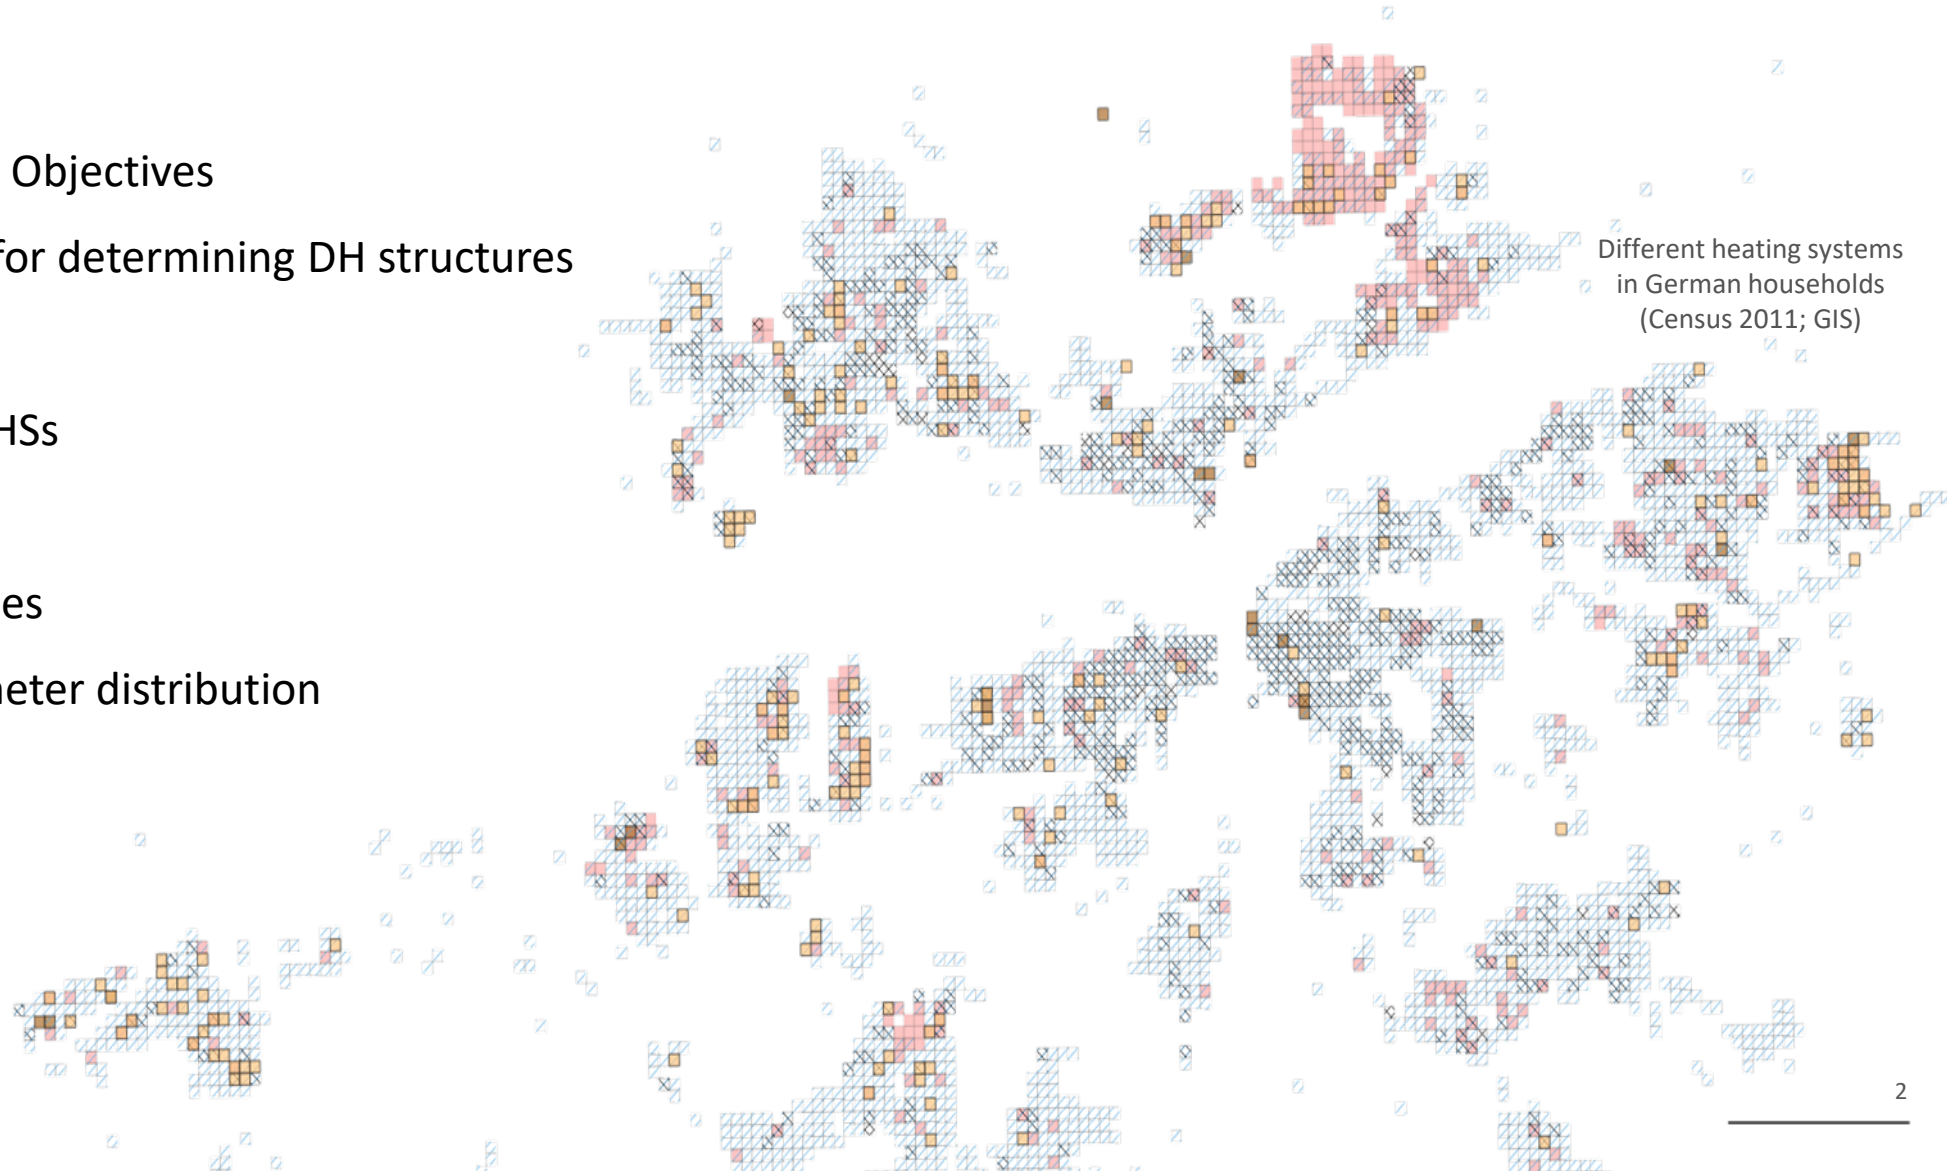 Objectives
for determining DH structures
Different heating systems
in German households
(Census 2011; GIS)
HSs
es
neter distribution
2